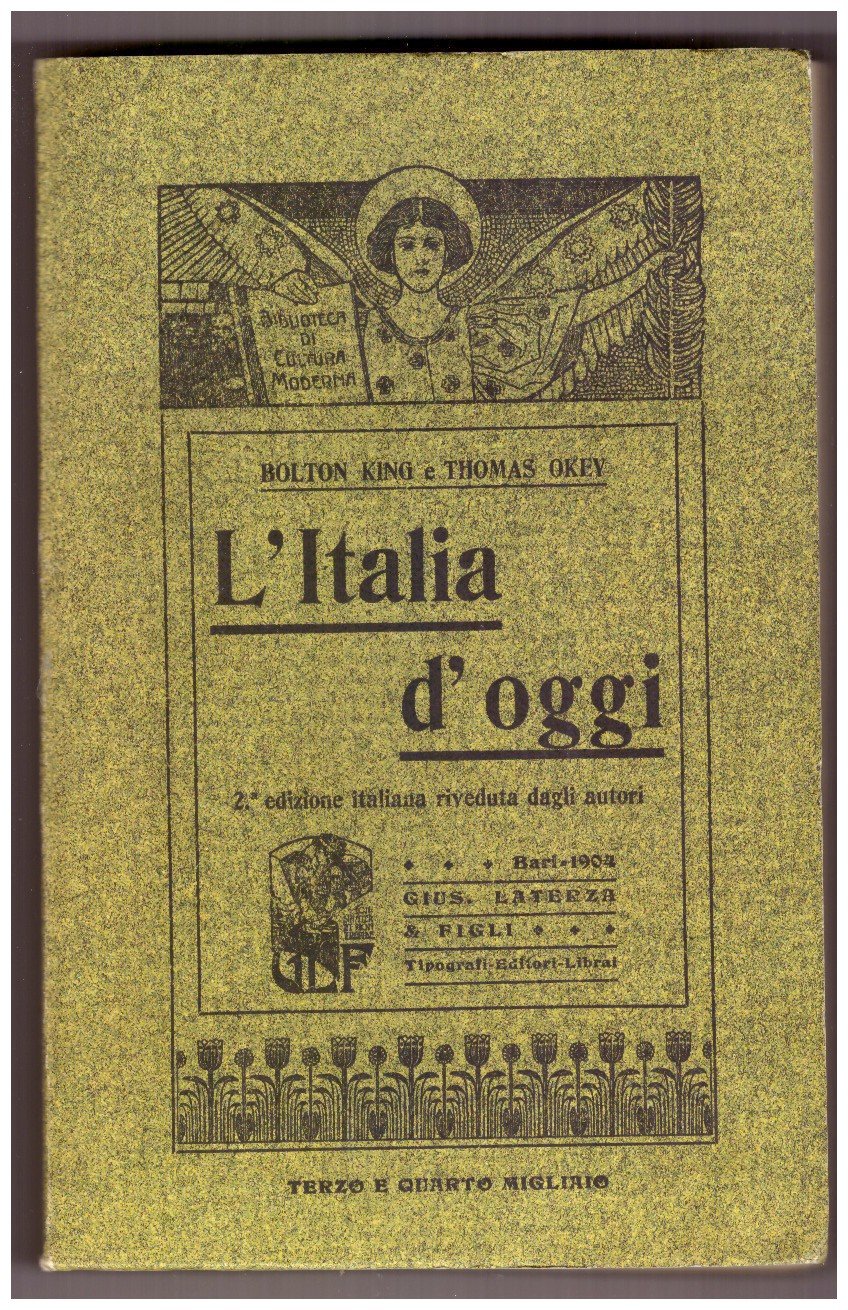 BIBLIOTECA
DI
CULTURA
MODERNA
BOLTON KING e THOMAS OKEY
L'Italia
d'oggi
2.ª edizione italiana riveduta dagli autori
Bari-1904
GIUS. LATERZA
& FIGLI
Tipografi-Editori-Librai
GLF
TERZO E QUARTO MIGLIAIO